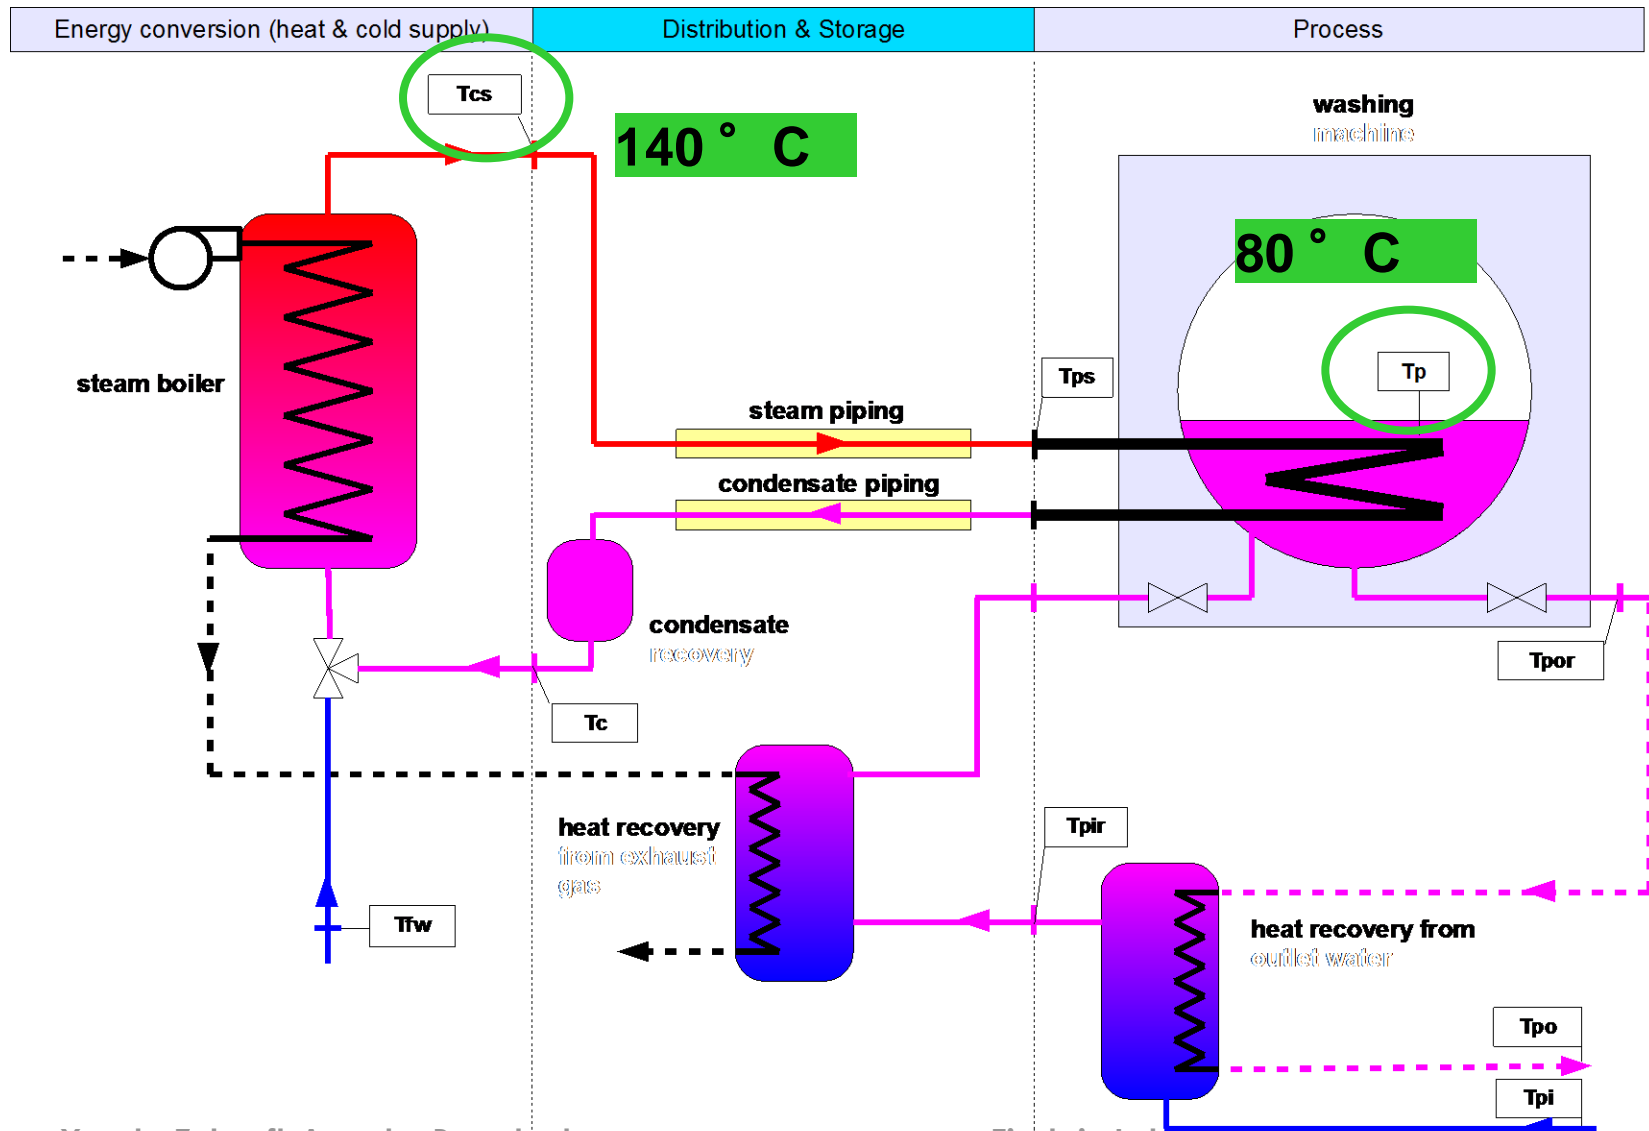 Energy conversion (heat & cold supply)
Distribution & Storage
Process
Tcs
140 ° C
washing
machine
80 ° C
Tp
Tps
steam boiler
steam piping
condensate piping
condensate
recovery
Tpor
Tc
heat recovery
from exhaust
gas
Tpir
Tfw
heat recovery from
outlet water
Tpo
Tpi